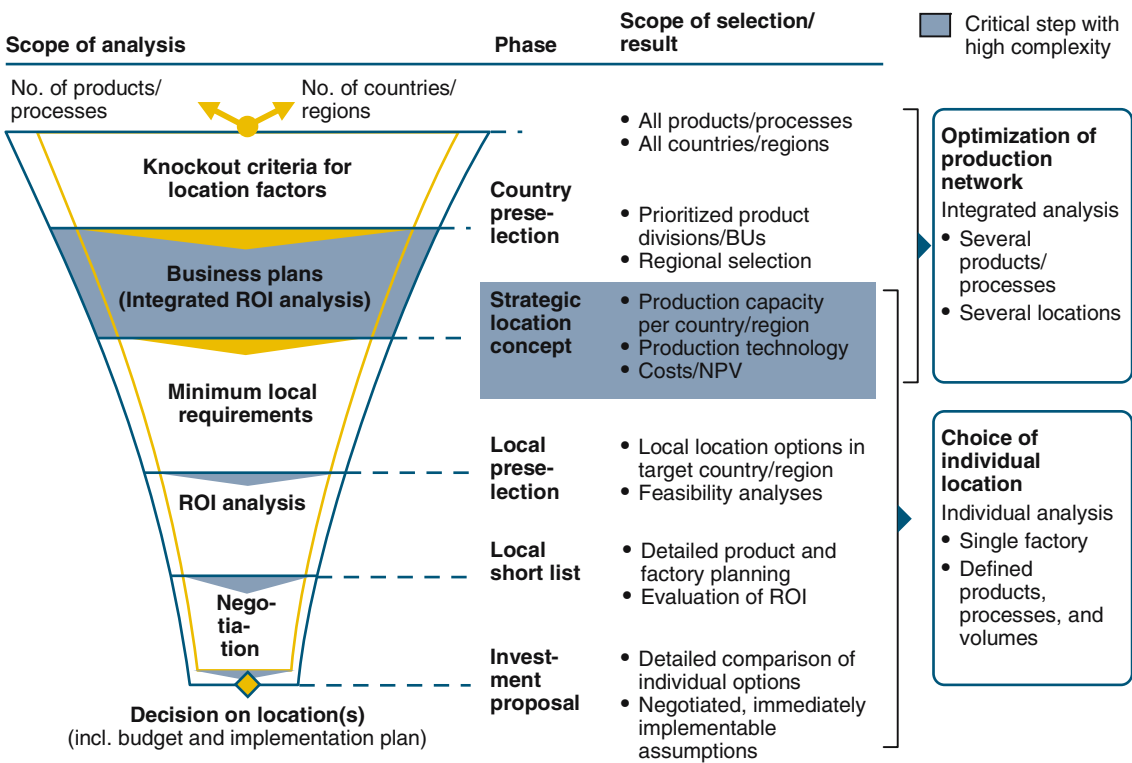 Scope of analysis
Phase
Scope of selection/
result
Critical step with
high complexity
No. of products/
processes
No. of countries/
regions
Knockout criteria for
location factors
Business plans
(Integrated ROI analysis)
Minimum local
requirements
ROI analysis
Nego-
tia-
tion
Decision on location(s)
(incl. budget and implementation plan)
• All products/processes
• All countries/regions
Country
prese-
lection
• Prioritized product
divisions/BUs
• Regional selection
Strategic
location
concept
• Production capacity
per country/region
• Production technology
• Costs/NPV
Local
prese-
lection
• Local location options in
target country/region
• Feasibility analyses
Local
short list
• Detailed product and
factory planning
• Evaluation of ROI
Invest-
ment
proposal
• Detailed comparison of
individual options
• Negotiated, immediately
implementable
assumptions
Optimization of
production
network
Integrated analysis
• Several
products/
processes
• Several locations
Choice of
individual
location
Individual analysis
• Single factory
• Defined
products,
processes, and
volumes